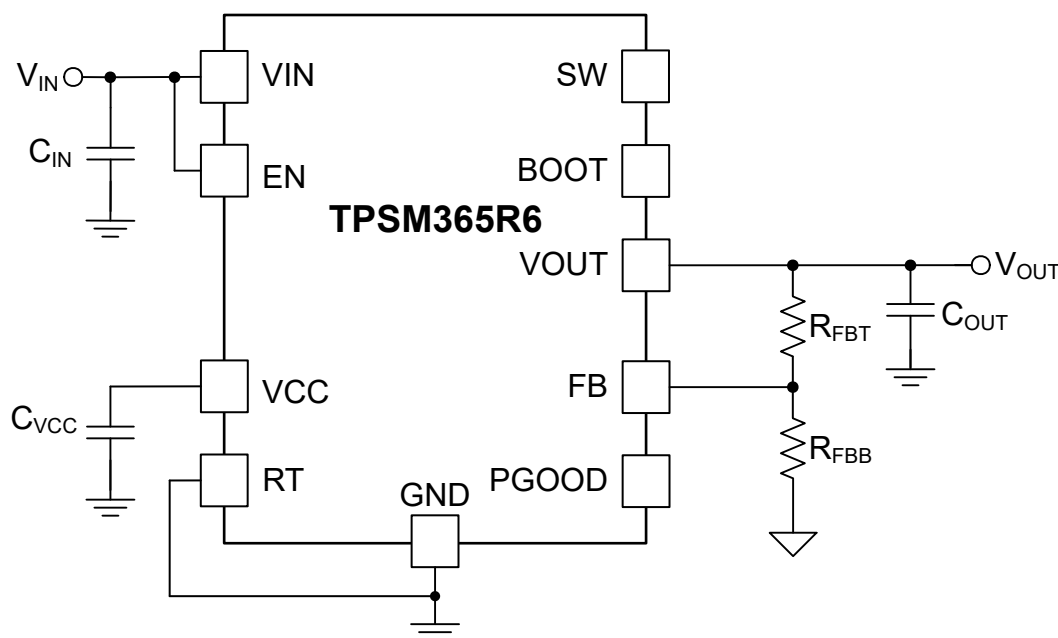 VIN
VIN
SW
CIN
EN
BOOT
TPSM365R6
VOUT
VOUT
RFBT
COUT
VCC
FB
CVCC
RFBB
RT
PGOOD
GND